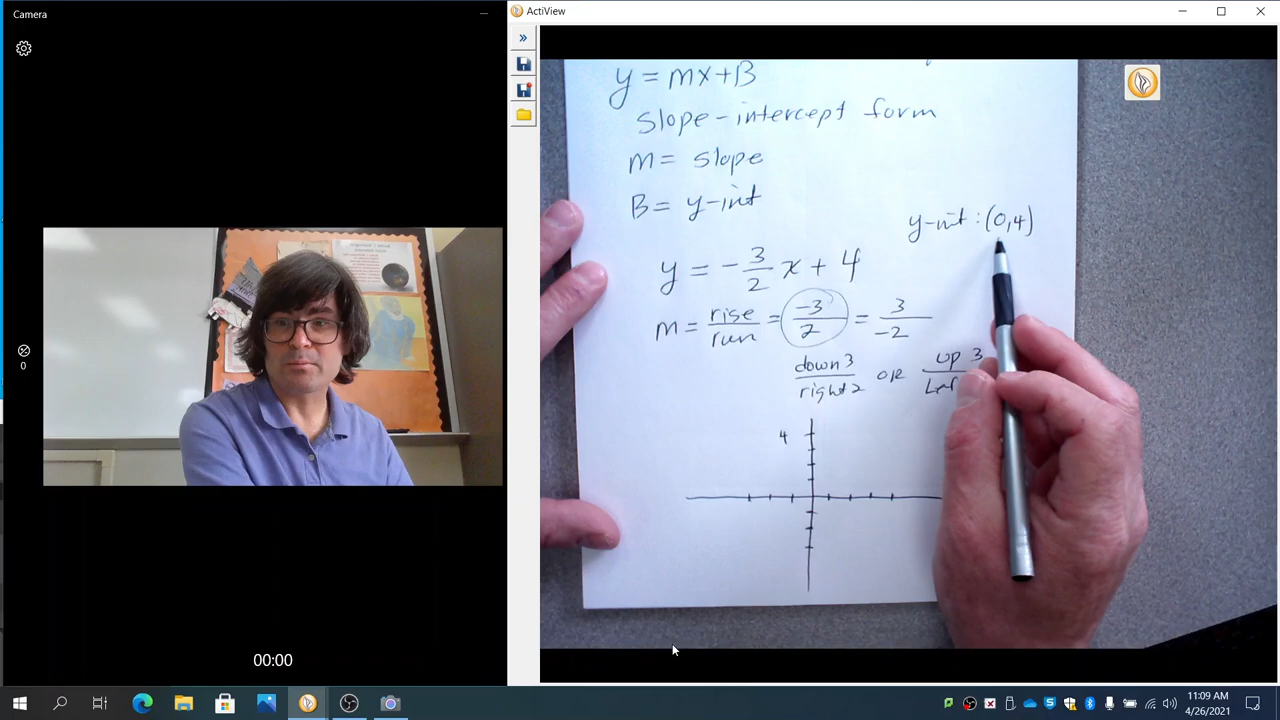 Camera
ActiView
y = mx+B
slope-intercept form
m = slope
B = y-int
y-int : (0,4)
y = -3/2 x + 4
m = rise/run = -3/2 = 3/-2
down 3/right 2 or up 3/Lef
4
0
00:00
11:09 AM
4/26/2021